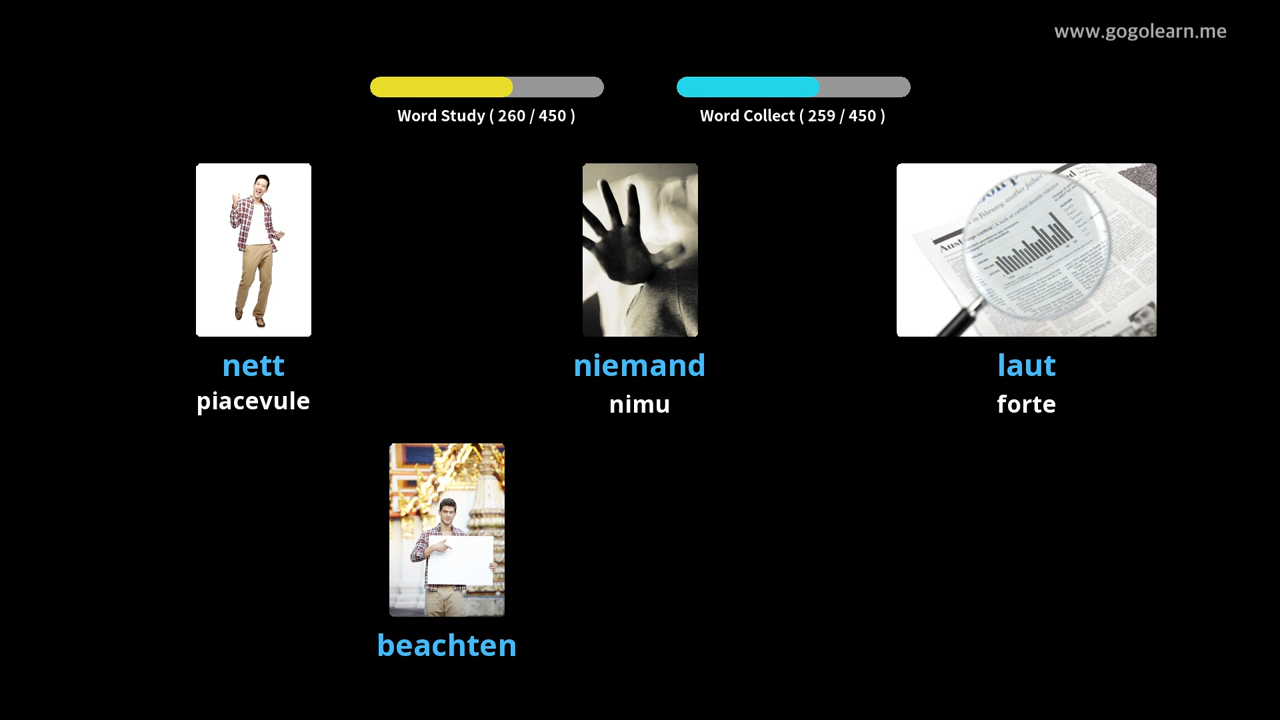 www.gogolearn.me
Word Study ( 260 / 450 )
Word Collect ( 259 / 450 )
nett
piacevule
niemand
nimu
laut
forte
beachten